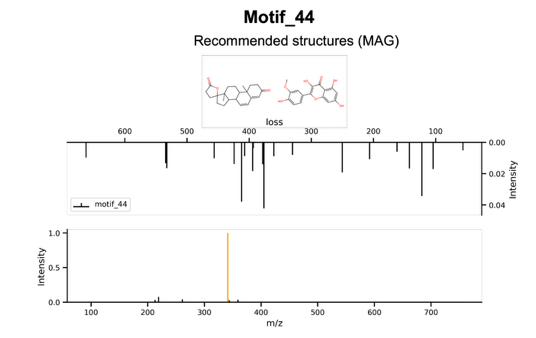 Motif_44
Recommended structures (MAG)
loss
600 500 400 300 200 100
0.00
0.02
0.04
Intensity
motif_44
1.0
0.5
0.0
Intensity
100 200 300 400 500 600 700
m/z